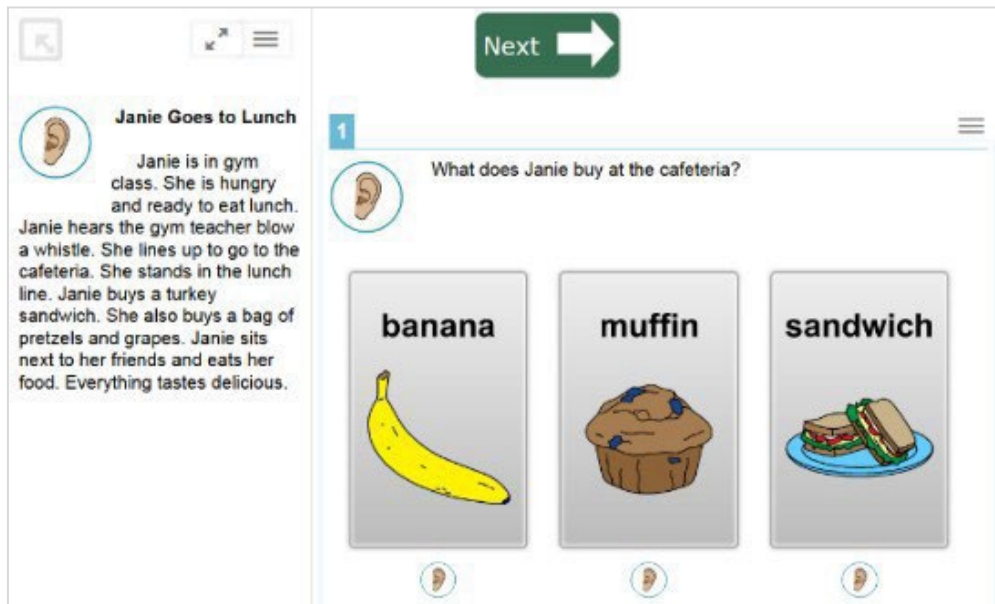 Next
Janie Goes to Lunch
Janie is in gym
class. She is hungry
and ready to eat lunch.
Janie hears the gym teacher blow
a whistle. She lines up to go to the
cafeteria. She stands in the lunch
line. Janie buys a turkey
sandwich. She also buys a bag of
pretzels and grapes. Janie sits
next to her friends and eats her
food. Everything tastes delicious.
1
What does Janie buy at the cafeteria?
banana
muffin
sandwich